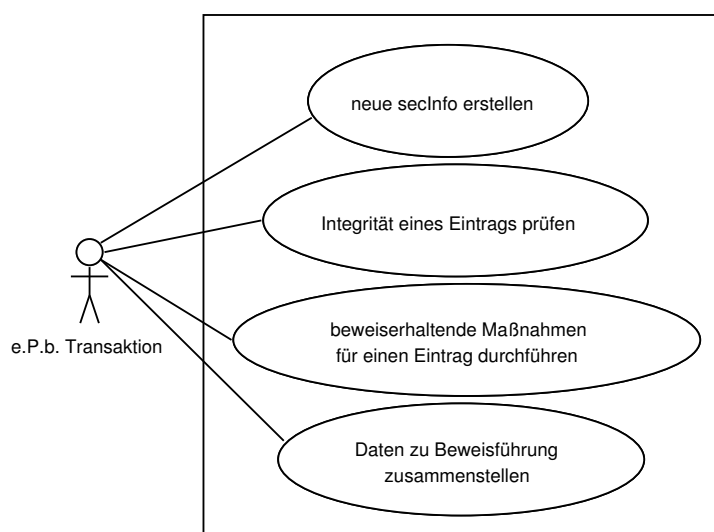 neue secInfo erstellen
Integrität eines Eintrags prüfen
beweiserhaltende Maßnahmen
für einen Eintrag durchführen
e.P.b. Transaktion
Daten zu Beweisführung
zusammenstellen